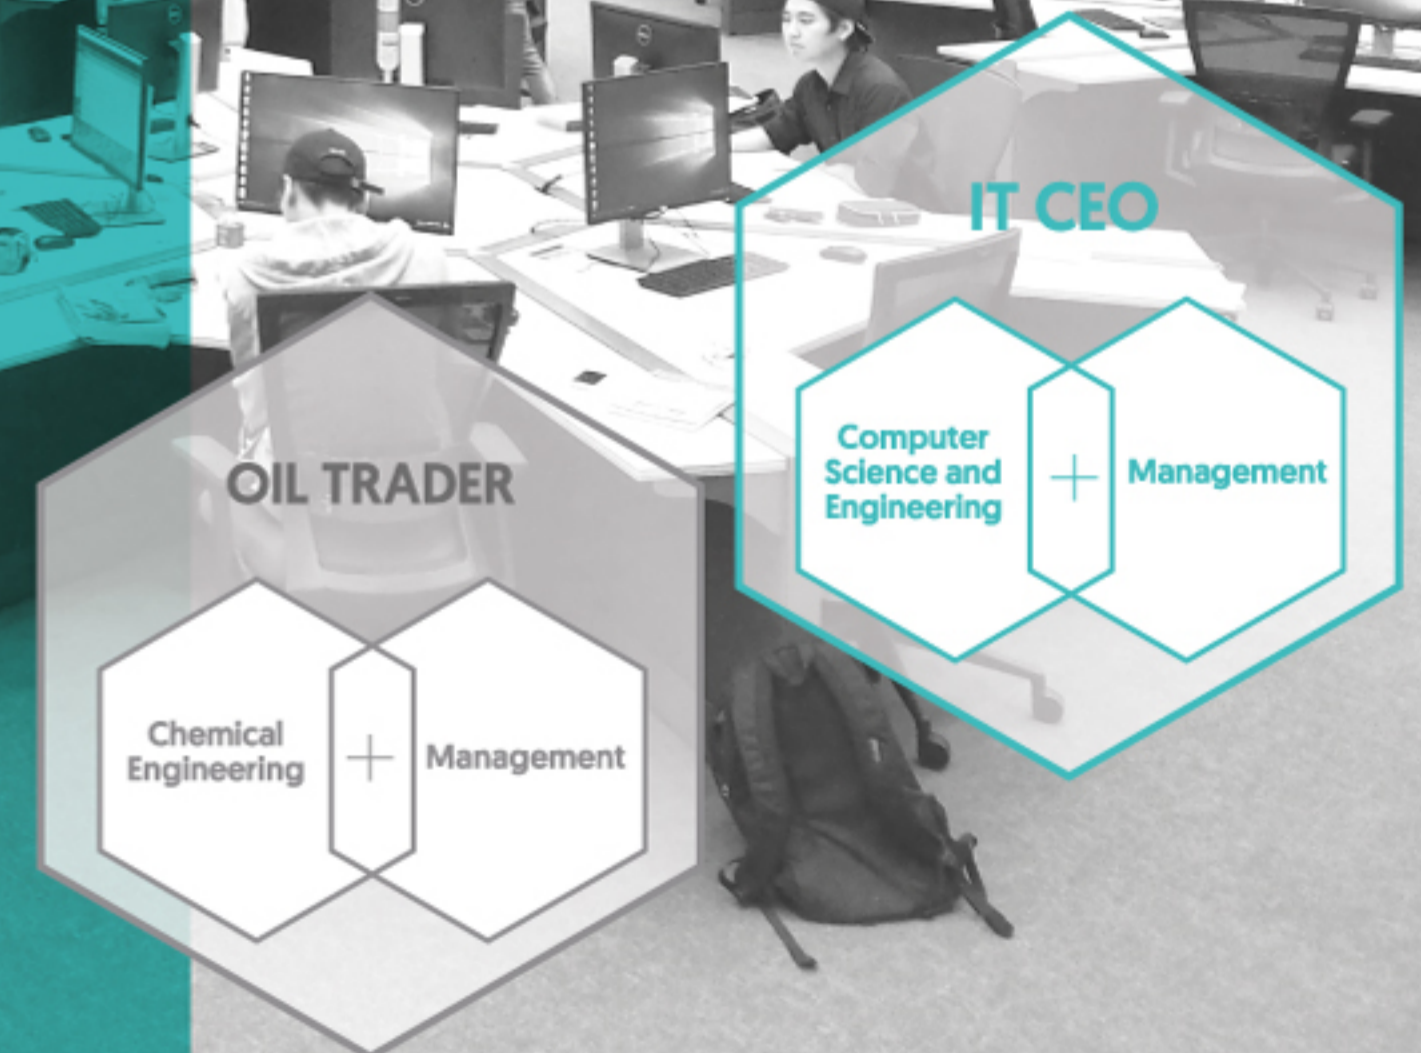 IT CEO
Computer
Science and
Engineering
+
Management
OIL TRADER
Chemical
Engineering
+
Management